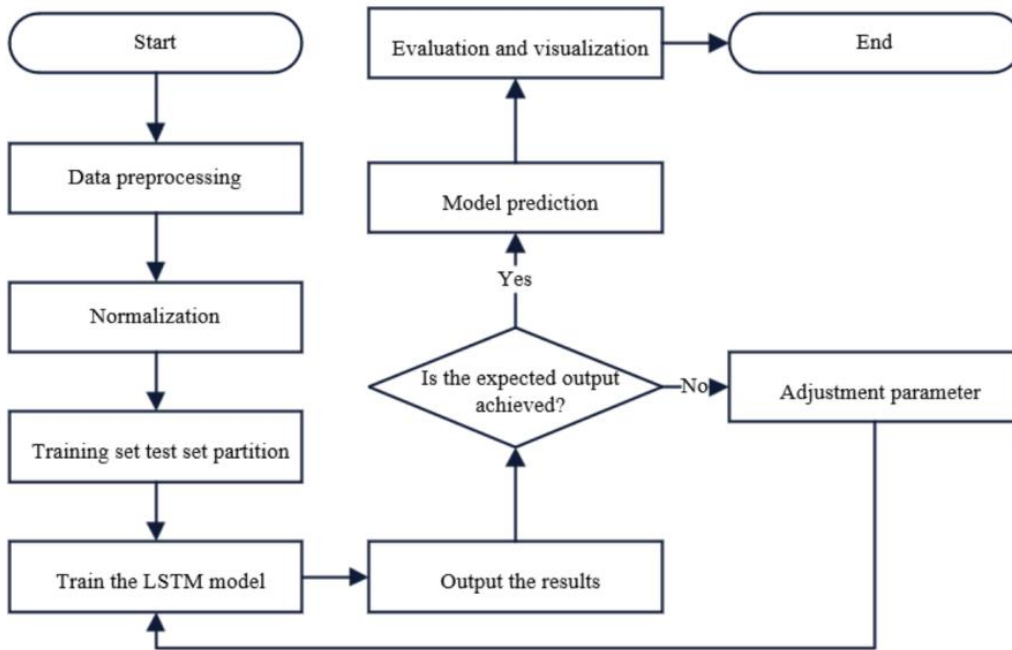 Start
Data preprocessing
Normalization
Training set test set partition
Train the LSTM model
Output the results
Is the expected output
achieved?
Yes
No
Adjustment parameter
Model prediction
Evaluation and visualization
End